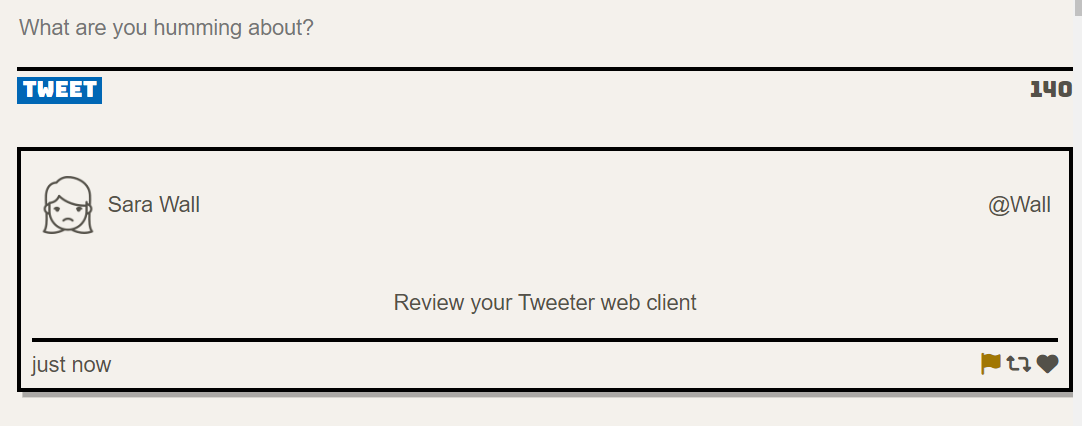 What are you humming about?
TWEET 140
Sara Wall @Wall
Review your Tweeter web client
just now